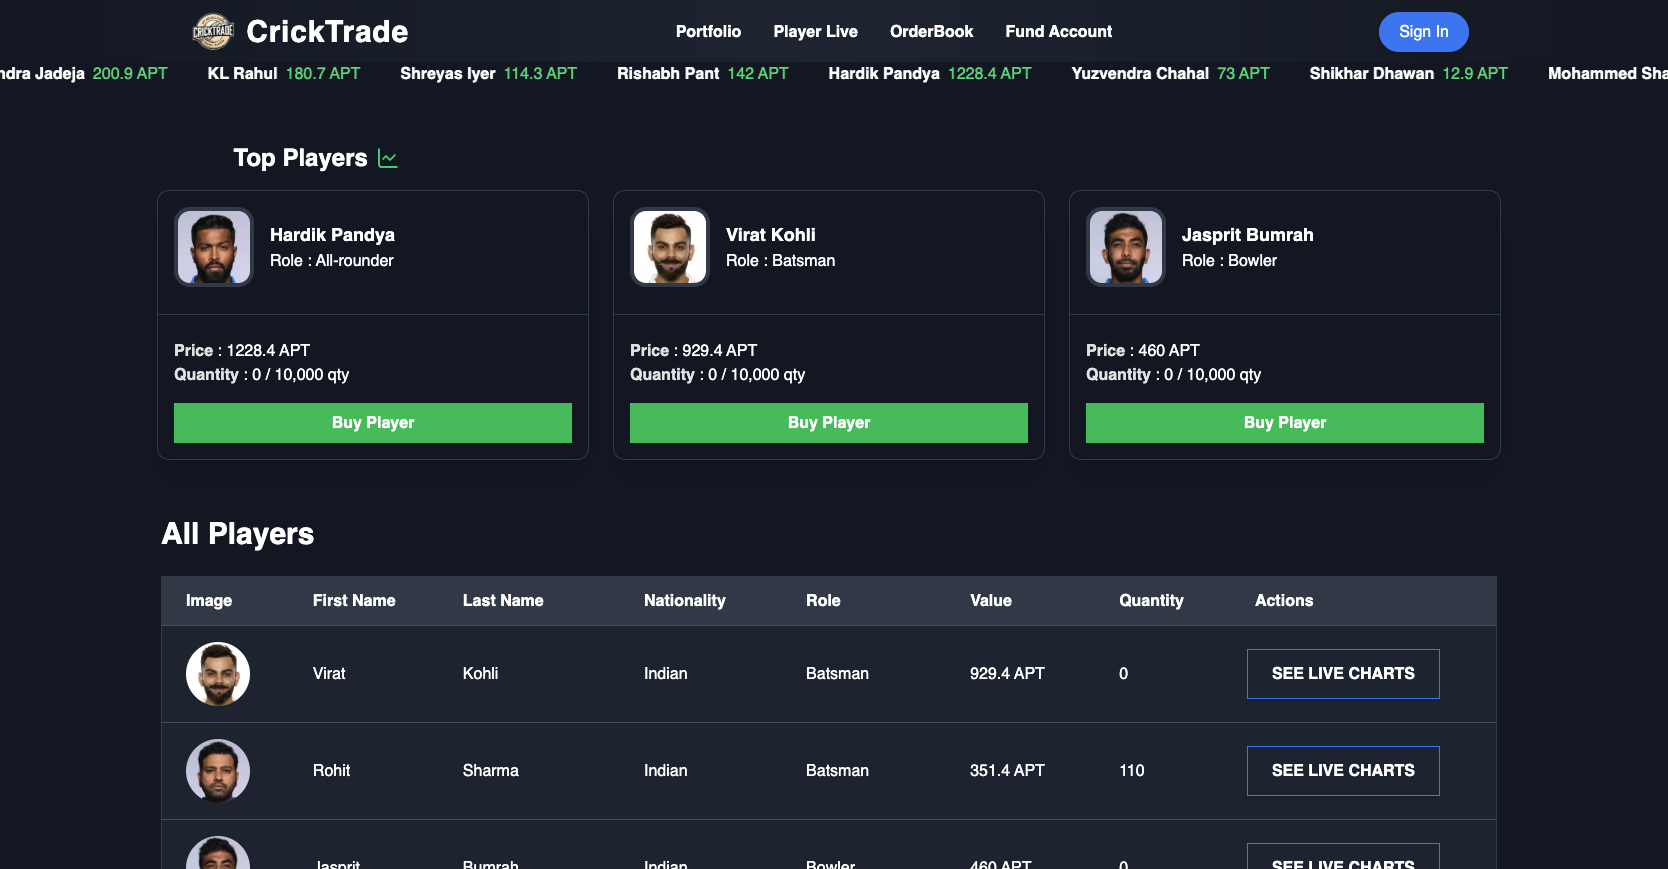 CRICKTRADE
CrickTrade
Portfolio Player Live OrderBook Fund Account
Sign In
ndra Jadeja 200.9 APT KL Rahul 180.7 APT Shreyas Iyer 114.3 APT Rishabh Pant 142 APT Hardik Pandya 1228.4 APT Yuzvendra Chahal 73 APT Shikhar Dhawan 12.9 APT Mohammed Sha
Top Players
Hardik Pandya
Role : All-rounder
Price : 1228.4 APT
Quantity : 0 / 10,000 qty
Buy Player
Virat Kohli
Role : Batsman
Price : 929.4 APT
Quantity : 0 / 10,000 qty
Buy Player
Jasprit Bumrah
Role : Bowler
Price : 460 APT
Quantity : 0 / 10,000 qty
Buy Player
All Players
Image First Name Last Name Nationality Role Value Quantity Actions
Virat Kohli Indian Batsman 929.4 APT 0 SEE LIVE CHARTS
Rohit Sharma Indian Batsman 351.4 APT 110 SEE LIVE CHARTS
Jasprit Bumrah Indian Bowler 460 APT 0 SEE LIVE CHARTS